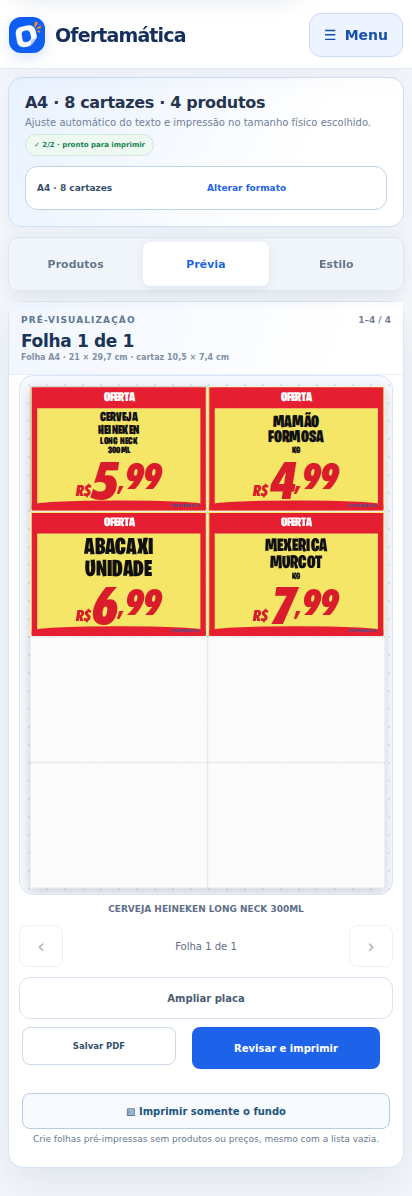 Ofertamática
☰ Menu
A4 · 8 cartazes · 4 produtos
Ajuste automático do texto e impressão no tamanho físico escolhido.
✓ 2/2 · pronto para imprimir
A4 · 8 cartazes
Alterar formato
Produtos
Prévia
Estilo
PRÉ-VISUALIZAÇÃO
1–4 / 4
Folha 1 de 1
Folha A4 · 21 × 29,7 cm · cartaz 10,5 × 7,4 cm
OFERTA
CERVEJA
HEINEKEN
LONG NECK
300ML
R$5,99
OFERTA
MAMÃO
FORMOSA
KG
R$4,99
OFERTA
ABACAXI
UNIDADE
R$6,99
OFERTA
MEXERICA
MURCOT
KG
R$7,99
CERVEJA HEINEKEN LONG NECK 300ML
‹
Folha 1 de 1
›
Ampliar placa
Salvar PDF
Revisar e imprimir
▧ Imprimir somente o fundo
Crie folhas pré-impressas sem produtos ou preços, mesmo com a lista vazia.